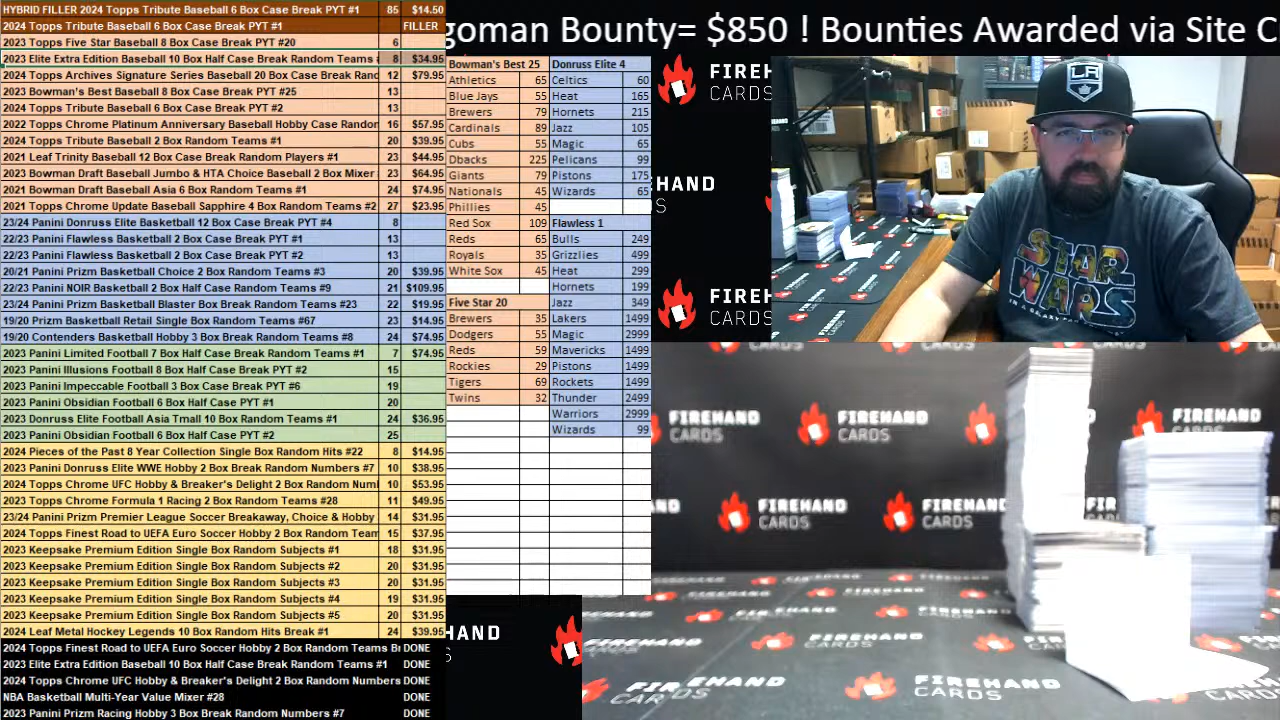 goman Bounty= $850 ! Bounties Awarded via Site C
HYBRID FILLER 2024 Topps Tribute Baseball 6 Box Case Break PYT #1 85 $14.50
2024 Topps Tribute Baseball 6 Box Case Break PYT #1 FILLER
2023 Topps Five Star Baseball 8 Box Case Break PYT #20 6
2023 Elite Extra Edition Baseball 10 Box Half Case Break Random Teams 8 $34.95
2024 Topps Archives Signature Series Baseball 20 Box Case Break Rand 12 $79.95
2023 Bowman's Best Baseball 8 Box Case Break PYT #25 13
2024 Topps Tribute Baseball 6 Box Case Break PYT #2 13
2022 Topps Chrome Platinum Anniversary Baseball Hobby Case Random 16 $57.95
2024 Topps Tribute Baseball 2 Box Random Teams #1 20 $39.95
2021 Leaf Trinity Baseball 12 Box Case Break Random Players #1 23 $44.95
2023 Bowman Draft Baseball Jumbo & HTA Choice Baseball 2 Box Mixer 23 $64.95
2021 Bowman Draft Baseball Asia 6 Box Random Teams #1 24 $74.95
2021 Topps Chrome Update Baseball Sapphire 4 Box Random Teams #2 27 $23.95
23/24 Panini Donruss Elite Basketball 12 Box Case Break PYT #4 8
22/23 Panini Flawless Basketball 2 Box Case Break PYT #1 13
22/23 Panini Flawless Basketball 2 Box Case Break PYT #2 13
20/21 Panini Prizm Basketball Choice 2 Box Random Teams #3 20 $39.95
22/23 Panini NOIR Basketball 2 Box Case Break Random Teams #9 21 $109.95
23/24 Panini Prizm Basketball Blaster Box Break Random Teams #23 22 $19.95
19/20 Prizm Basketball Retail Single Box Random Teams #67 23 $14.95
19/20 Contenders Basketball Hobby 3 Box Break Random Teams #8 24 $74.95
2023 Panini Limited Football 7 Box Half Case Break Random Teams #1 7 $74.95
2023 Panini Illusions Football 8 Box Half Case Break PYT #2 15
2023 Panini Impeccable Football 3 Box Case Break PYT #6 19
2023 Panini Obsidian Football 6 Box Half Case PYT #1 20
2023 Donruss Elite Football Asia Tmall 10 Box Random Teams #1 24 $36.95
2023 Panini Obsidian Football 6 Box Half Case PYT #2 25
2024 Pieces of the Past 8 Year Collection Single Box Random Hits #22 8 $14.95
2023 Panini Donruss Elite WWE Hobby 2 Box Break Random Numbers #7 10 $38.95
2024 Topps Chrome UFC Hobby & Breaker's Delight 2 Box Random Numl 10 $53.95
2023 Topps Chrome Formula 1 Racing 2 Box Random Teams #28 11 $49.95
23/24 Panini Prizm Premier League Soccer Breakaway, Choice & Hobby 14 $31.95
2024 Topps Finest Road to UEFA Euro Soccer Hobby 2 Box Random Team 15 $37.95
2023 Keepsake Premium Edition Single Box Random Subjects #1 18 $31.95
2023 Keepsake Premium Edition Single Box Random Subjects #2 20 $31.95
2023 Keepsake Premium Edition Single Box Random Subjects #3 20 $31.95
2023 Keepsake Premium Edition Single Box Random Subjects #4 19 $31.95
2023 Keepsake Premium Edition Single Box Random Subjects #5 20 $31.95
2024 Leaf Metal Hockey Legends 10 Box Random Hits Break #1 24 $39.95
2024 Topps Finest Road to UEFA Euro Soccer Hobby 2 Box Random Teams Br DONE
2023 Elite Extra Edition Baseball 10 Box Half Case Break Random Teams #1 DONE
2024 Topps Chrome UFC Hobby & Breaker's Delight 2 Box Random Numbers DONE
NBA Basketball Multi-Year Value Mixer #28 DONE
2023 Panini Prizm Racing Hobby 3 Box Break Random Numbers #7 DONE
Bowman's Best 25
Athletics 65
Blue Jays 55
Brewers 79
Cardinals 89
Cubs 55
Dbacks 225
Giants 79
Nationals 45
Phillies 45
Red Sox 109
Reds 65
Royals 35
White Sox 45
Five Star 20
Brewers 35
Dodgers 55
Reds 59
Rockies 29
Tigers 69
Twins 32
Donruss Elite 4
Celtics 60
Heat 165
Hornets 215
Jazz 105
Magic 65
Pelicans 99
Pistons 175
Wizards 65
Flawless 1
Bulls 249
Grizzlies 499
Heat 299
Hornets 199
Jazz 349
Lakers 1499
Magic 2999
Mavericks 1499
Pistons 1499
Rockets 1499
Thunder 2499
Warriors 2999
Wizards 99
FIREH
CARDS
HAND
FIREH
CARDS
HAND
S
LA
STAR
WARS
FIREHAND
CARDS
FIREHAND
CARDS
FIREHAND
CARDS
FIREHAND
CARDS
FIREHAND
CARDS
FIREHAND
CARDS